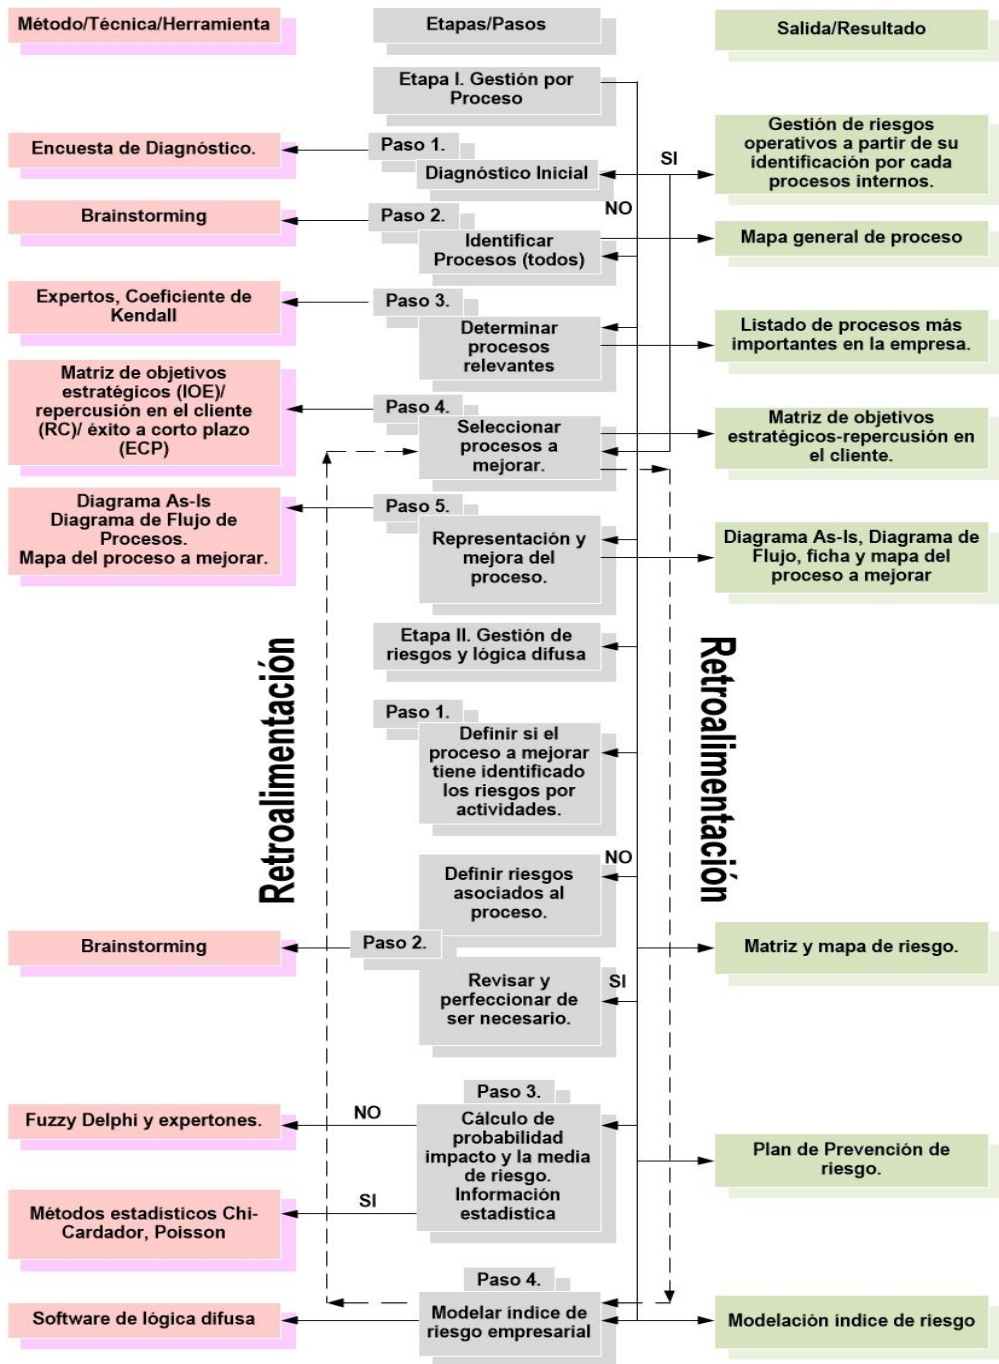 Método/Técnica/Herramienta
Etapas/Pasos
Salida/Resultado
Etapa I. Gestión por
Proceso
Encuesta de Diagnóstico.
Paso 1.
Diagnóstico Inicial
SI
NO
Gestión de riesgos
operativos a partir de su
identificación por cada
procesos internos.
Brainstorming
Paso 2.
Identificar
Procesos (todos)
Mapa general de proceso
Expertos, Coeficiente de
Kendall
Paso 3.
Determinar
procesos
relevantes
Listado de procesos más
importantes en la empresa.
Matriz de objetivos
estratégicos (IOE)/
repercusión en el cliente
(RC)/ éxito a corto plazo
(ECP)
Paso 4.
Seleccionar
procesos a
mejorar.
Matriz de objetivos
estratégicos-repercusión en
el cliente.
Diagrama As-Is
Diagrama de Flujo de
Procesos.
Mapa del proceso a mejorar.
Paso 5.
Representación y
mejora del
proceso.
Diagrama As-Is, Diagrama de
Flujo, ficha y mapa del
proceso a mejorar
Retroalimentación
Etapa II. Gestión de
riesgos y lógica difusa
Retroalimentación
Paso 1.
Definir si el
proceso a mejorar
tiene identificado
los riesgos por
actividades.
NO
Definir riesgos
asociados al
proceso.
Brainstorming
Paso 2.
Matriz y mapa de riesgo.
Revisar y
perfeccionar de
ser necesario.
SI
Paso 3.
Fuzzy Delphi y expertones.
NO
Cálculo de
probabilidad
impacto y la media
de riesgo.
Información
estadística
Plan de Prevención de
riesgo.
Métodos estadísticos Chi-
Cardador, Poisson
SI
Paso 4.
Software de lógica difusa
Modelar índice de
riesgo empresarial
Modelación índice de riesgo